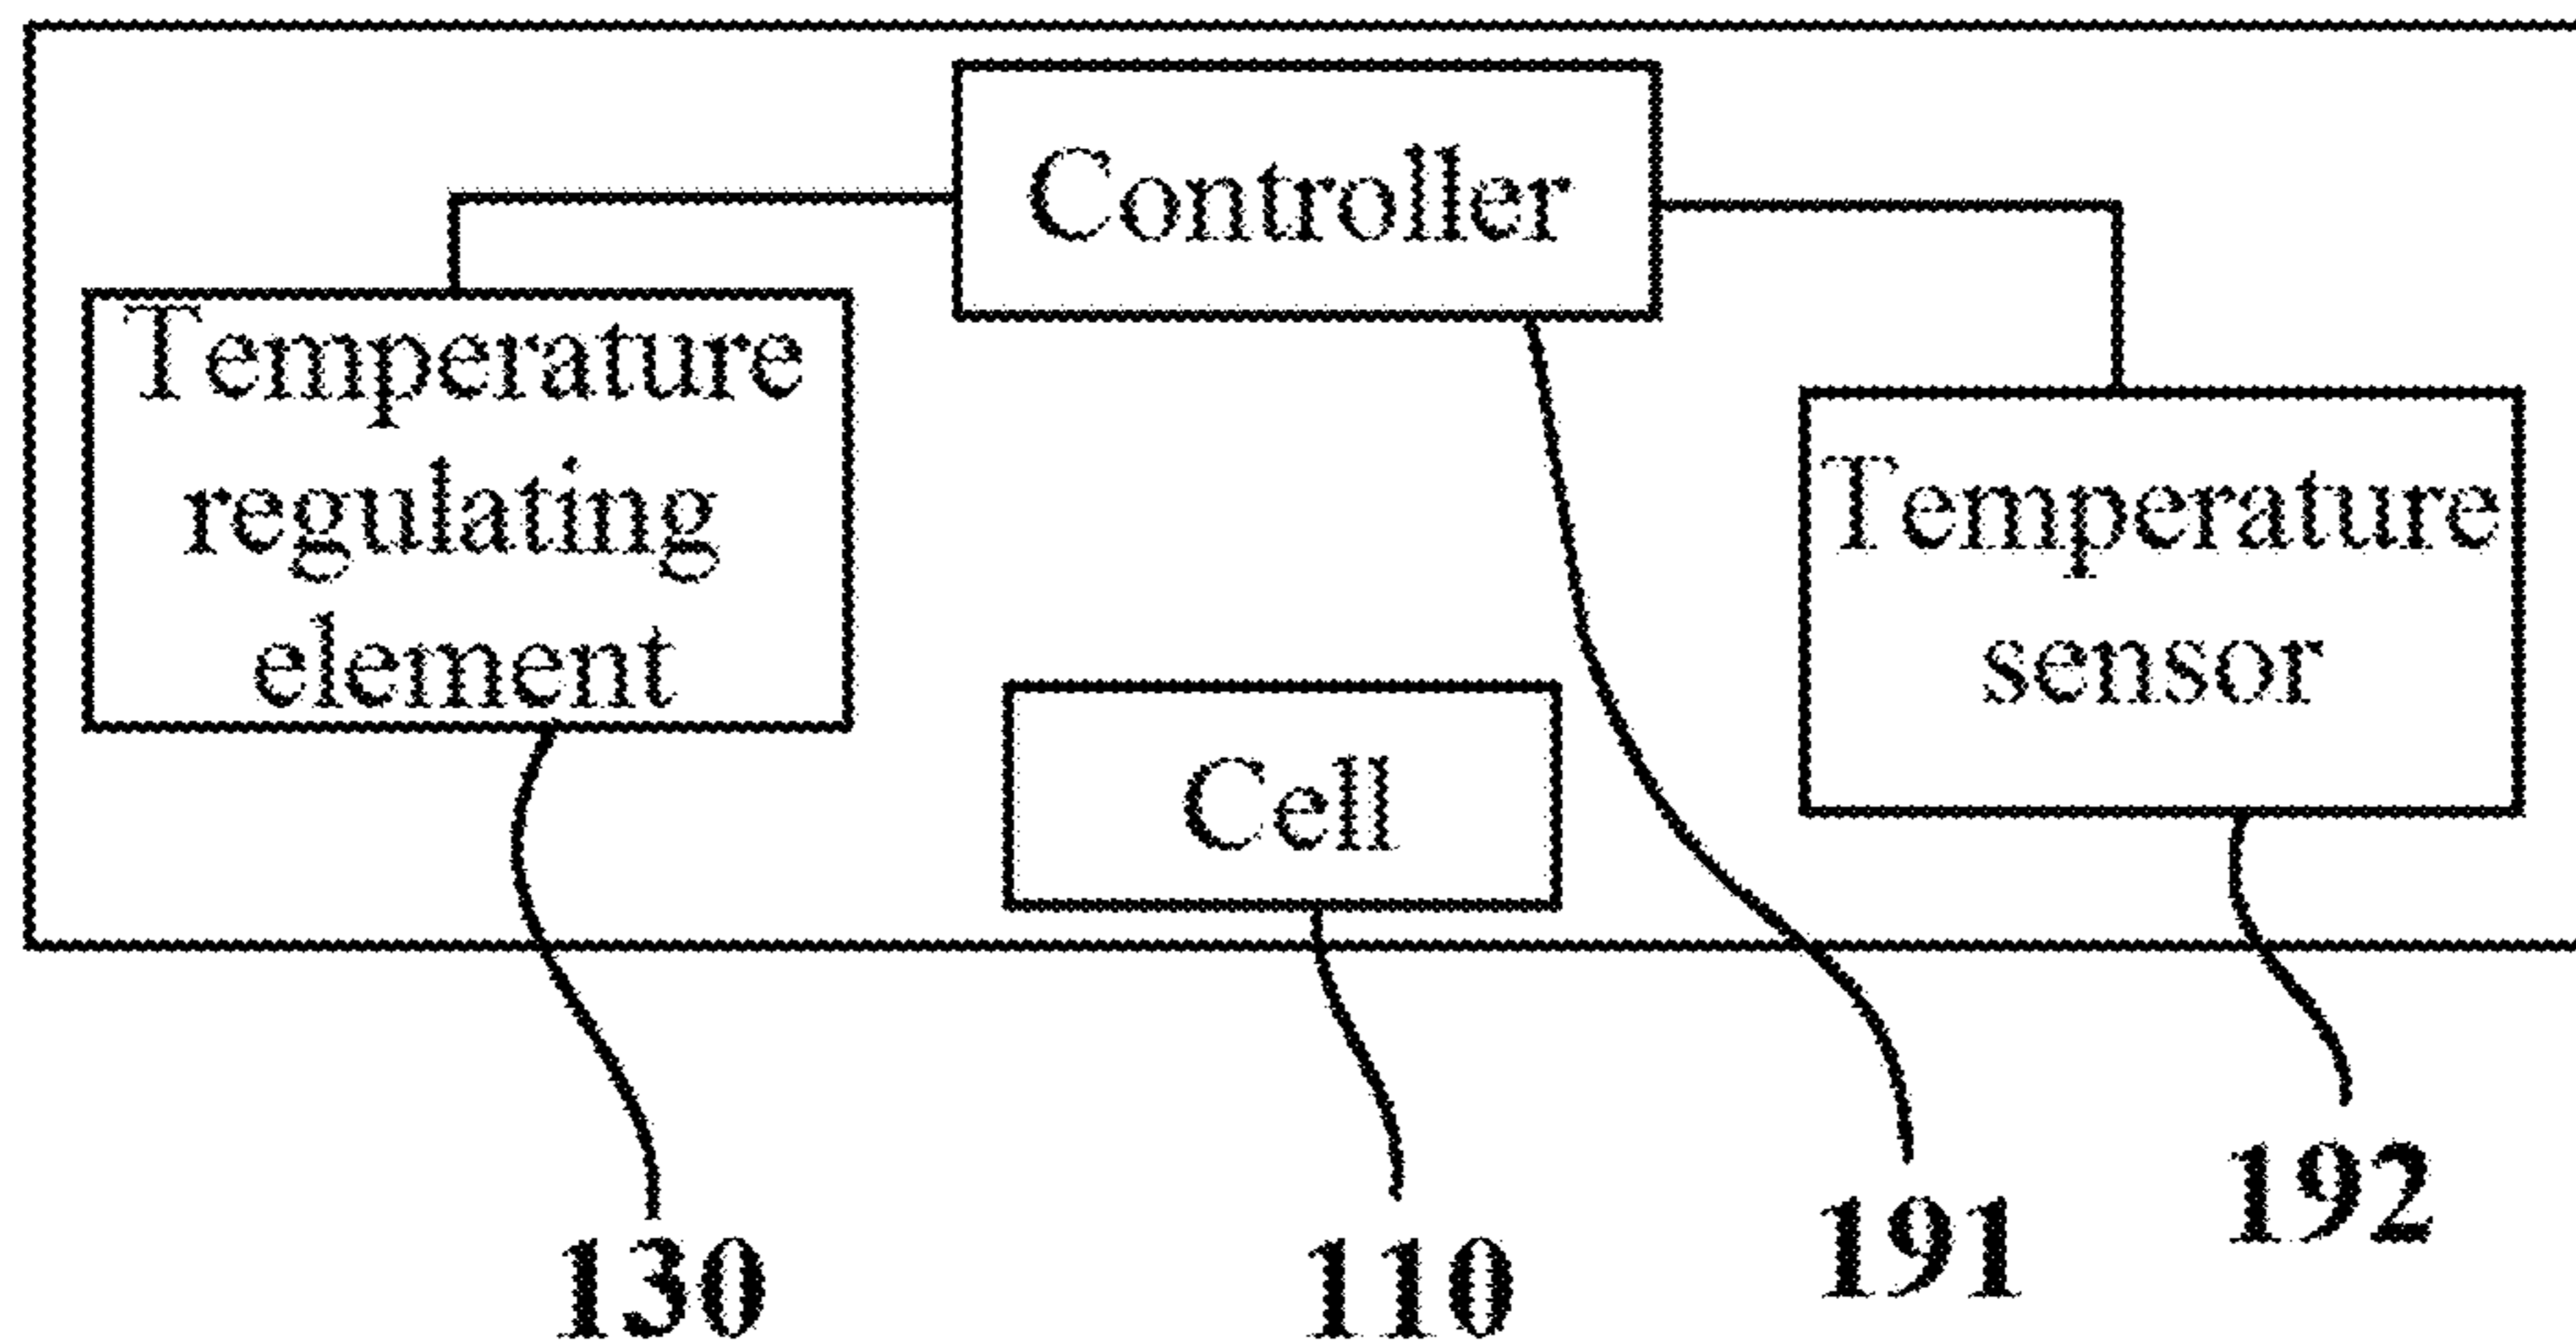 Controller
Temperature
regulating
element
Temperature
sensor
Cell
130
110
191
192